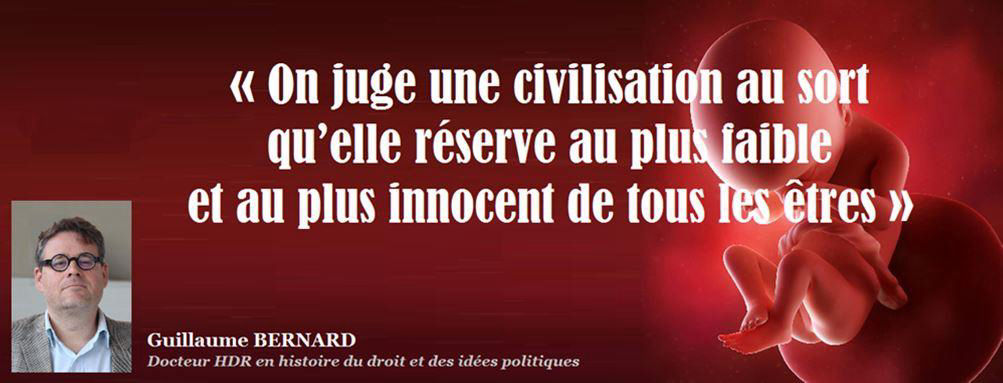 « On juge une civilisation au sort
qu'elle réserve au plus faible
et au plus innocent de tous les êtres »
Guillaume BERNARD
Docteur HDR en histoire du droit et des idées politiques